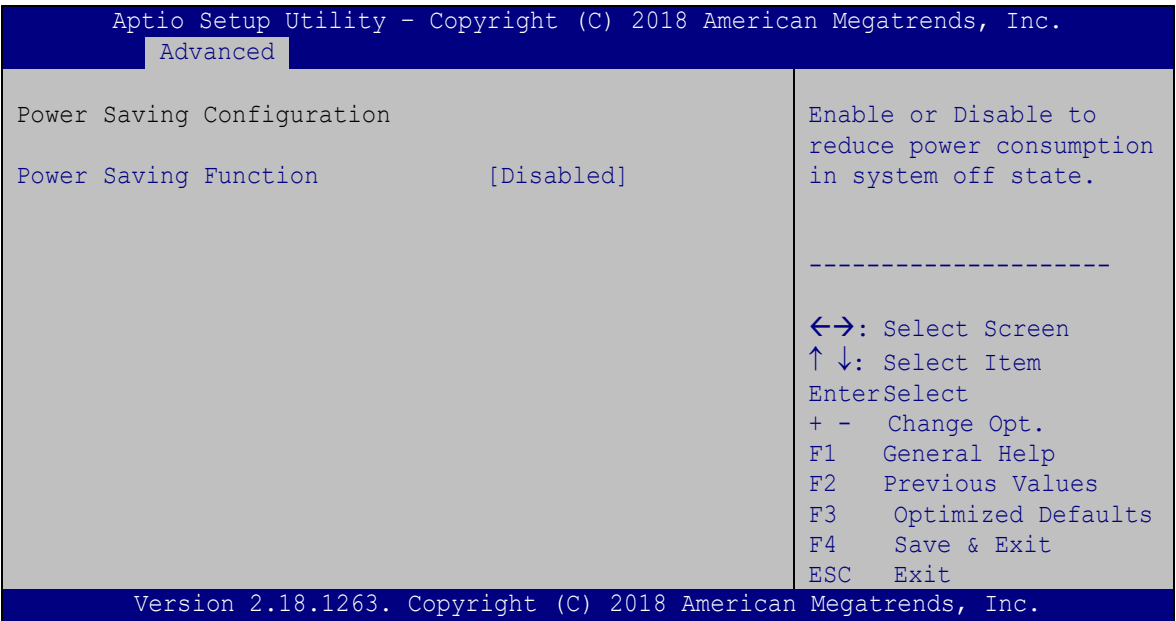 Aptio Setup Utility – Copyright (C) 2018 American Megatrends, Inc.
Advanced
Power Saving Configuration
Power Saving Function [Disabled]
Enable or Disable to
reduce power consumption
in system off state.
---------------------
←→: Select Screen
↑ ↓: Select Item
EnterSelect
+ - Change Opt.
F1 General Help
F2 Previous Values
F3 Optimized Defaults
F4 Save & Exit
ESC Exit
Version 2.18.1263. Copyright (C) 2018 American Megatrends, Inc.